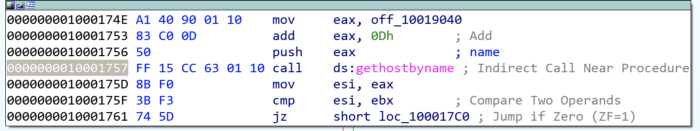 000000001000174E A1 40 90 01 10 mov eax, off_10019040
0000000010001753 83 C0 0D add eax, 0Dh ; Add
0000000010001756 50 push eax ; name
0000000010001757 FF 15 CC 63 01 10 call ds:gethostbyname ; Indirect Call Near Procedure
000000001000175D 8B F0 mov esi, eax
000000001000175F 3B F3 cmp esi, ebx ; Compare Two Operands
0000000010001761 74 5D jz short loc_100017C0 ; Jump if Zero (ZF=1)